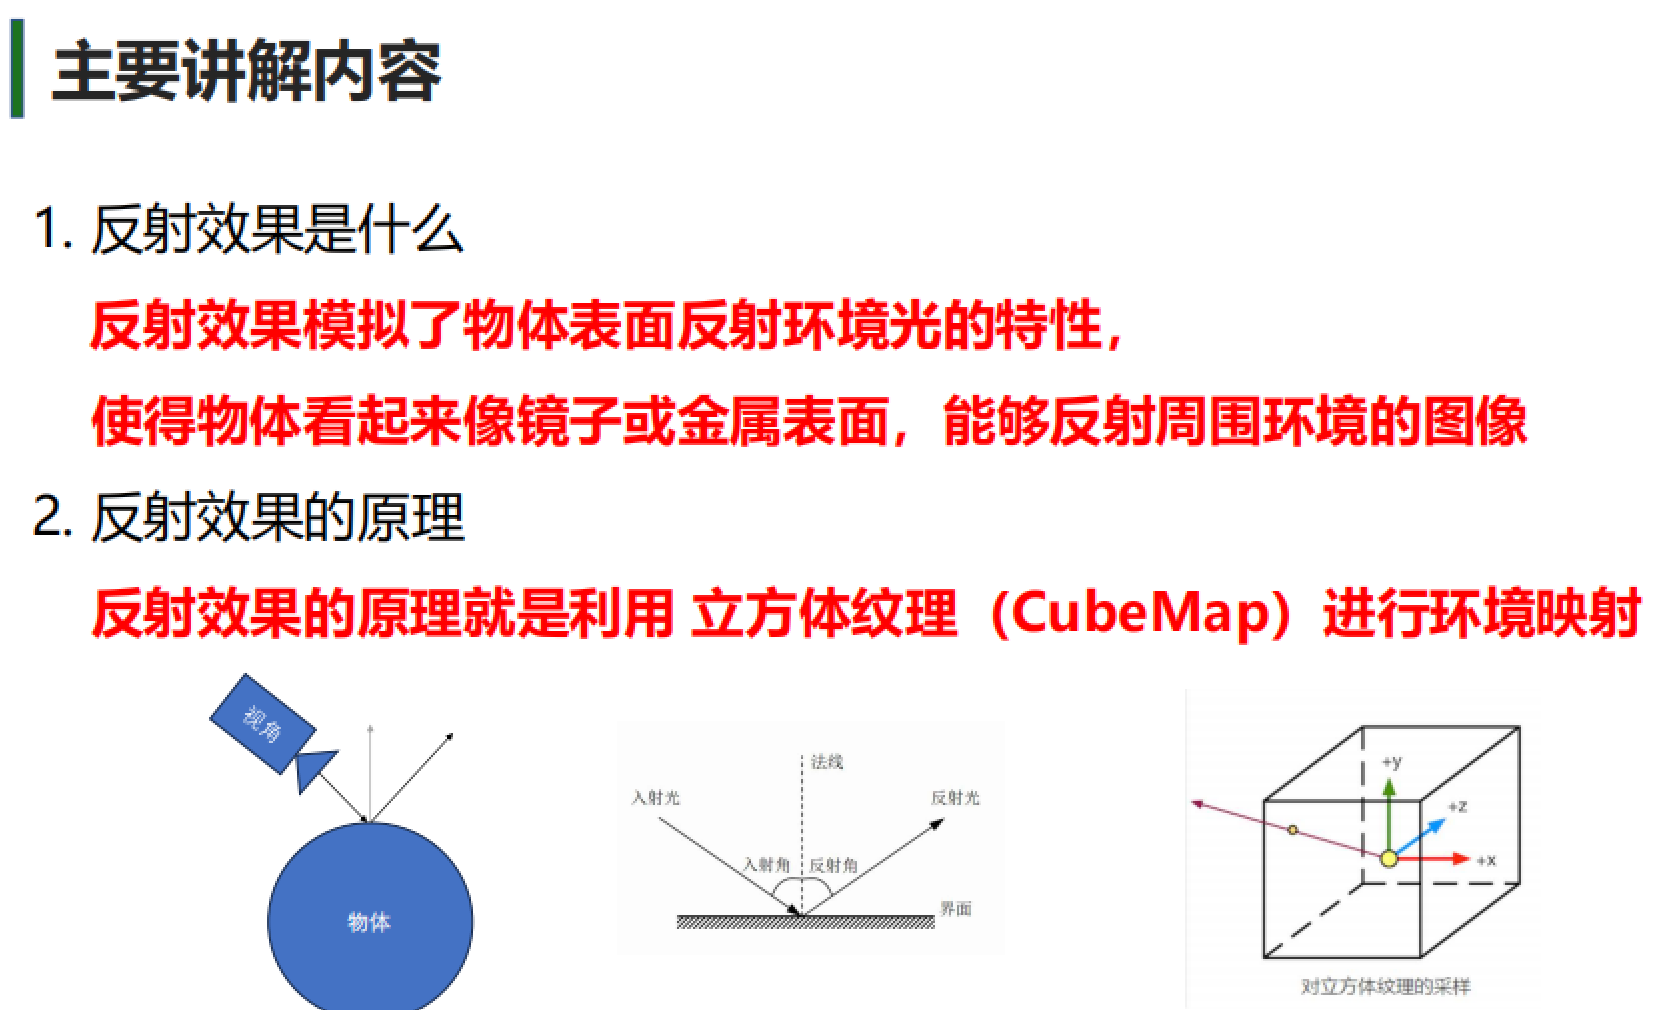 主要讲解内容
1. 反射效果是什么
反射效果模拟了物体表面反射环境光的特性，
使得物体看起来像镜子或金属表面，能够反射周围环境的图像
2. 反射效果的原理
反射效果的原理就是利用 立方体纹理（CubeMap）进行环境映射
视角
物体
法线
入射光
反射光
入射角
反射角
界面
+y
+z
+x
对立方体纹理的采样